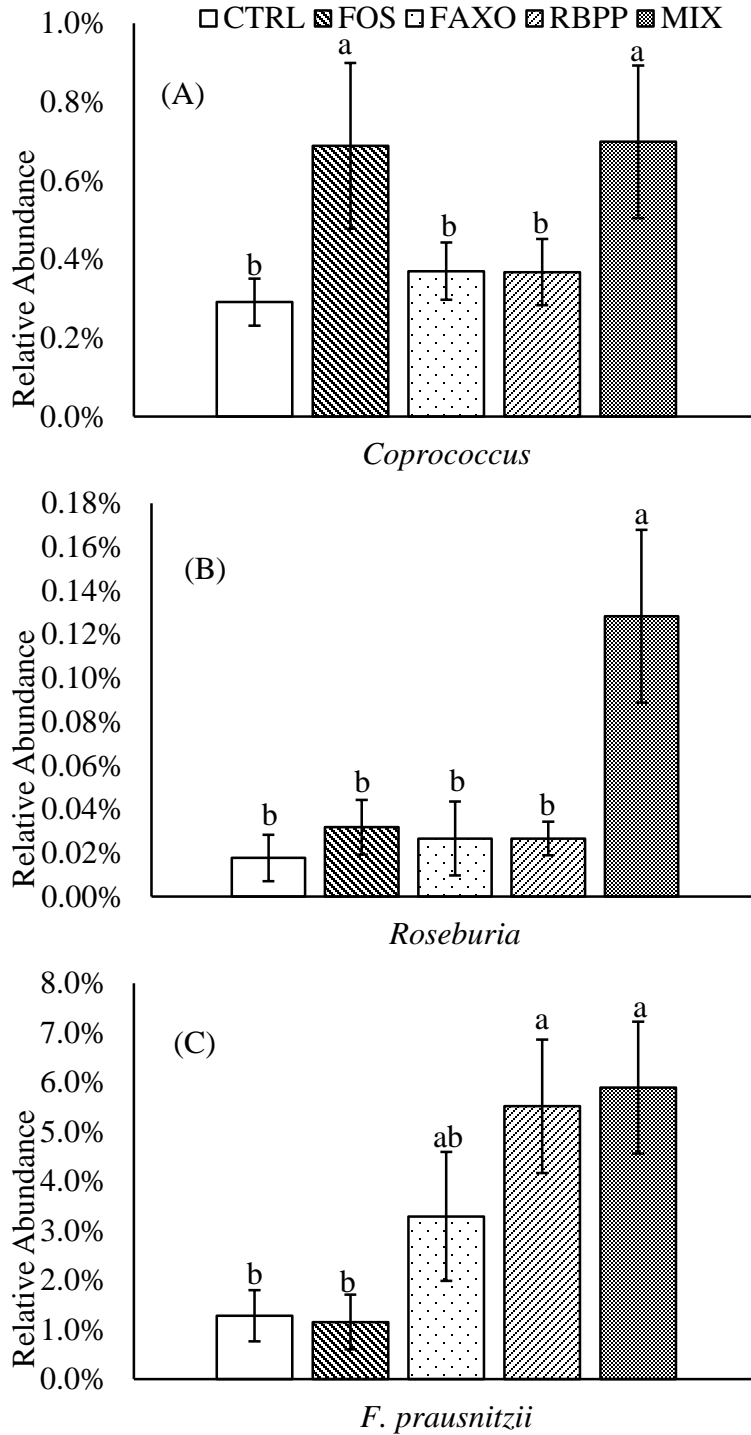 CTRL FOS FAXO RBPP MIX
1.0%
0.8%
0.6%
0.4%
0.2%
0.0%
Relative Abundance
(A)
b
a
b
b
a
Coprococcus
0.18%
0.16%
0.14%
0.12%
0.10%
0.08%
0.06%
0.04%
0.02%
0.00%
Relative Abundance
(B)
b
b
b
b
a
Roseburia
8.0%
7.0%
6.0%
5.0%
4.0%
3.0%
2.0%
1.0%
0.0%
Relative Abundance
(C)
b
b
ab
a
a
F. prausnitzii